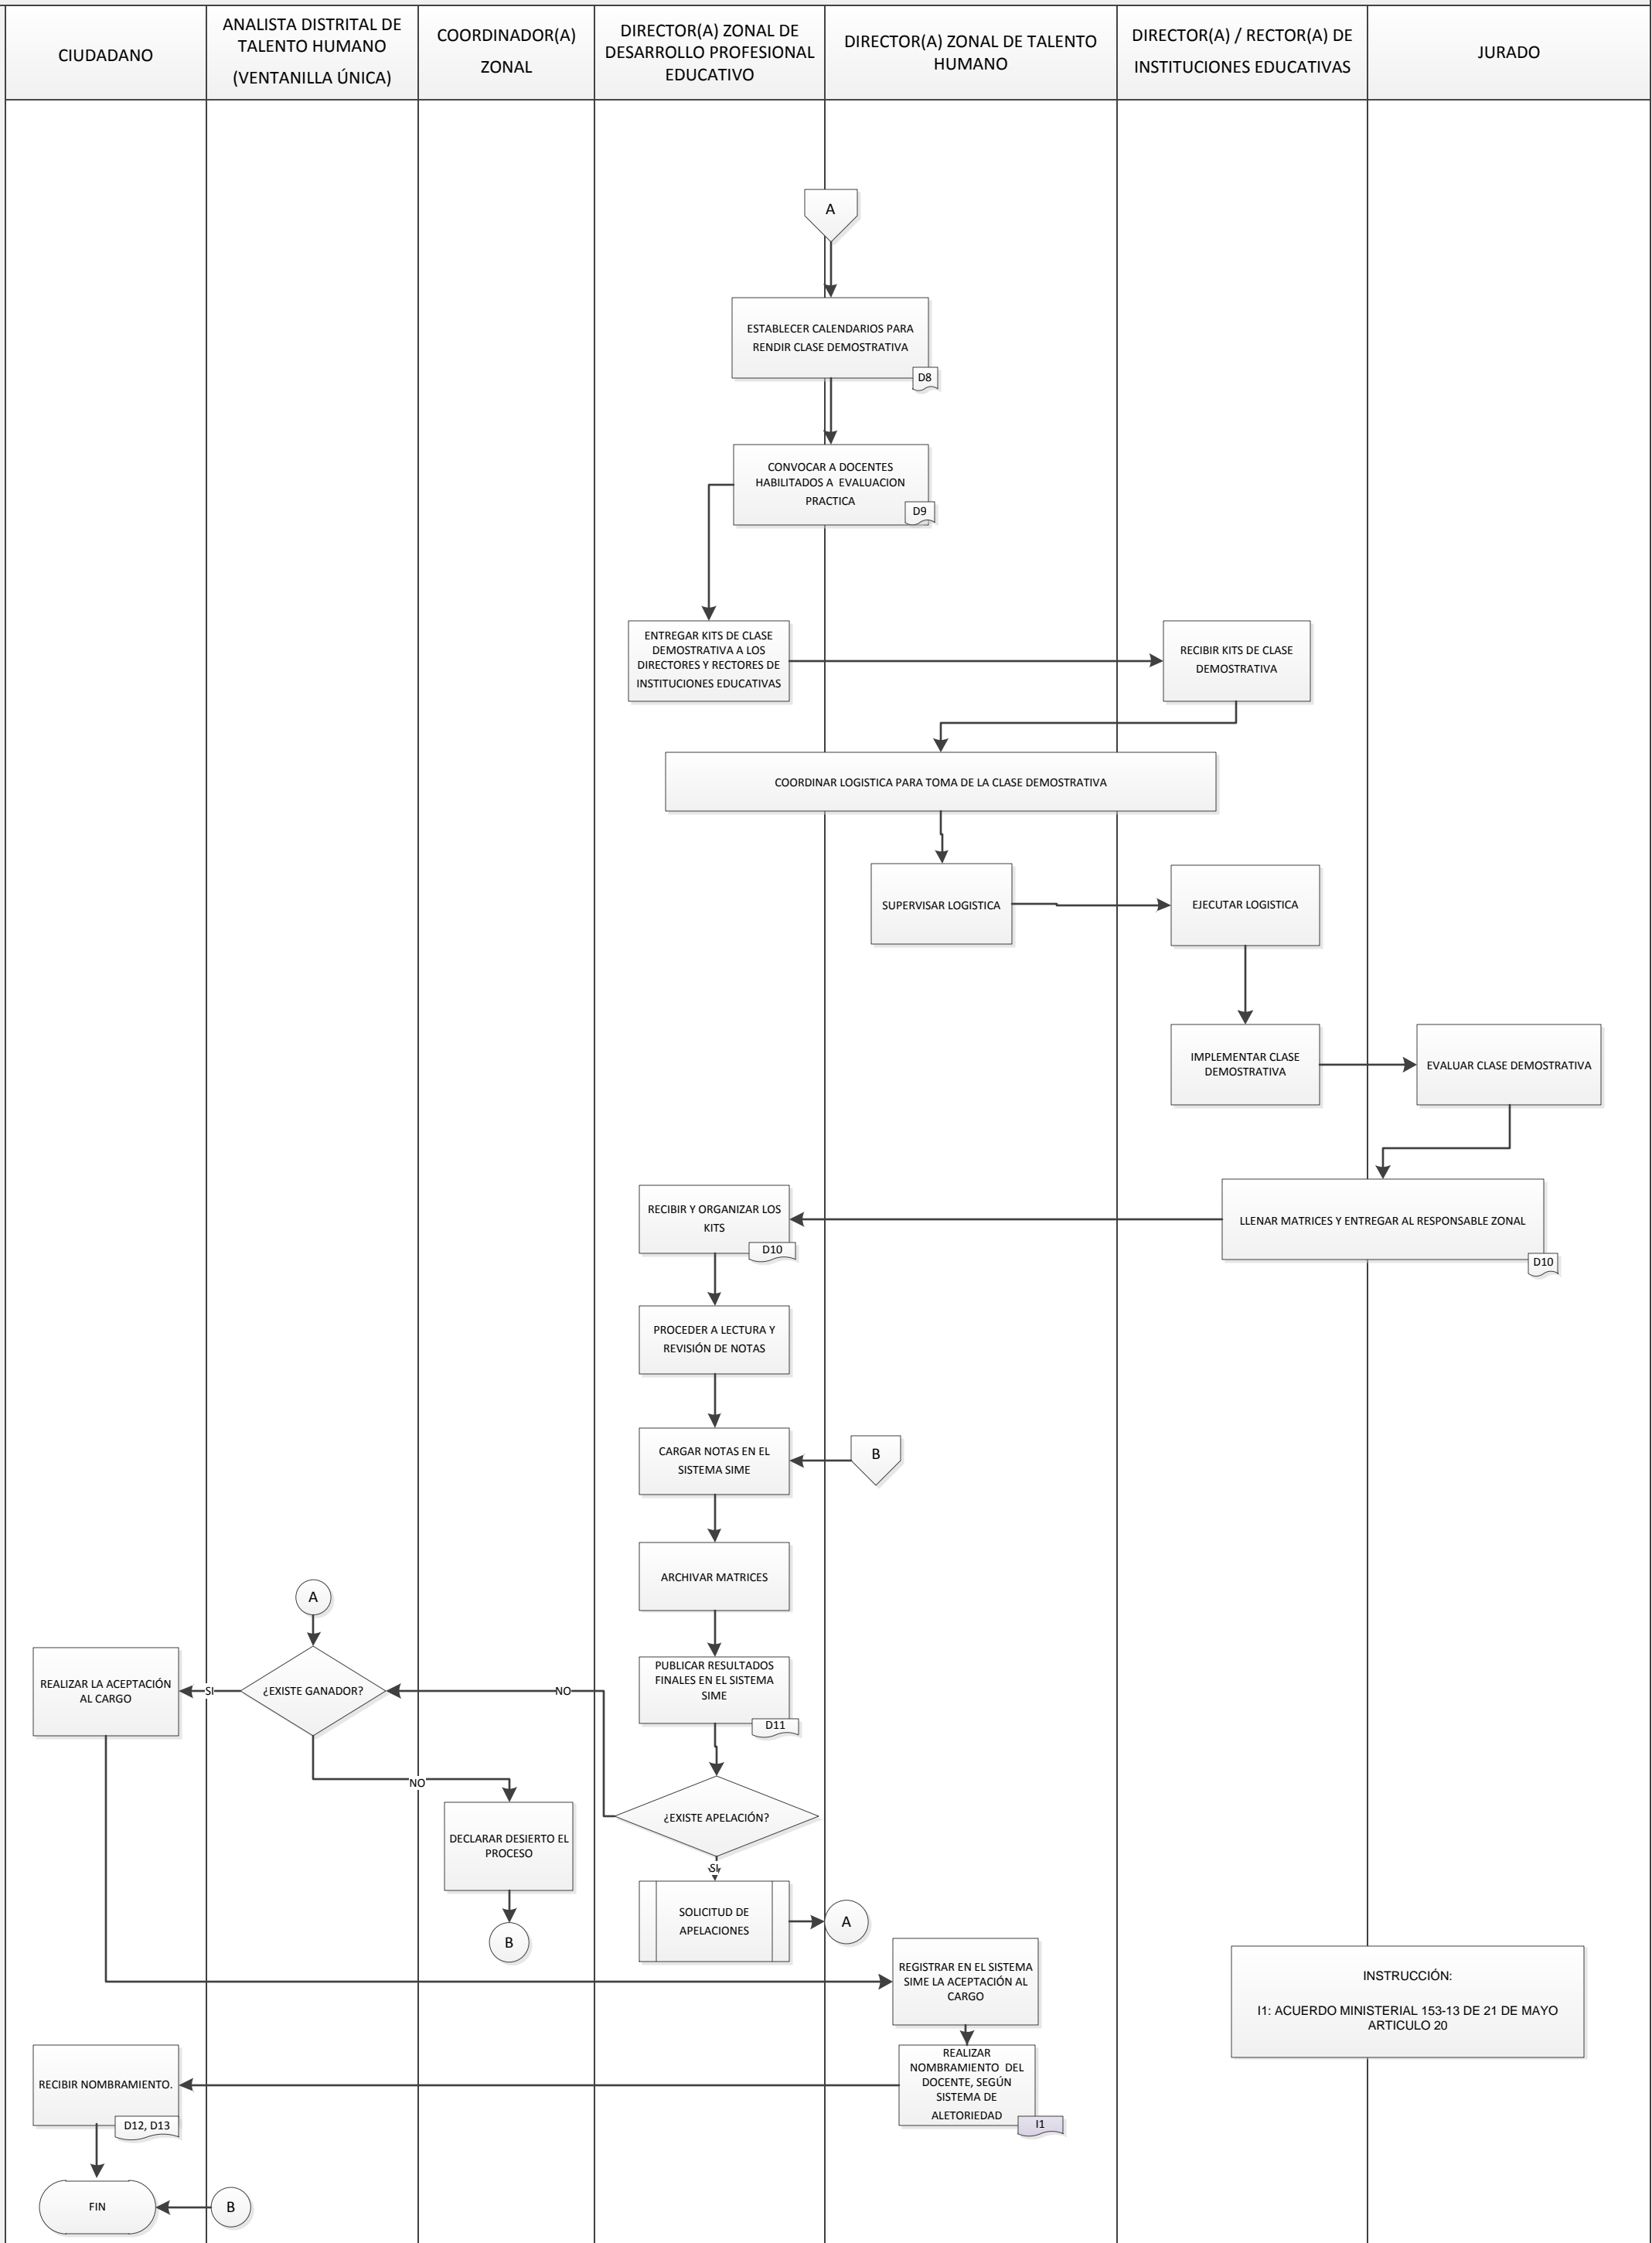 CIUDADANO
ANALISTA DISTRITAL DE
TALENTO HUMANO
(VENTANILLA ÚNICA)
COORDINADOR(A)
ZONAL
DIRECTOR(A) ZONAL DE
DESARROLLO PROFESIONAL
EDUCATIVO
DIRECTOR(A) ZONAL DE TALENTO
HUMANO
DIRECTOR(A) / RECTOR(A) DE
INSTITUCIONES EDUCATIVAS
JURADO
A
ESTABLECER CALENDARIOS PARA
RENDIR CLASE DEMOSTRATIVA
D8
CONVOCAR A DOCENTES
HABILITADOS A EVALUACION
PRACTICA
D9
ENTREGAR KITS DE CLASE
DEMOSTRATIVA A LOS
DIRECTORES Y RECTORES DE
INSTITUCIONES EDUCATIVAS
RECIBIR KITS DE CLASE
DEMOSTRATIVA
COORDINAR LOGISTICA PARA TOMA DE LA CLASE DEMOSTRATIVA
SUPERVISAR LOGISTICA
EJECUTAR LOGISTICA
IMPLEMENTAR CLASE
DEMOSTRATIVA
EVALUAR CLASE DEMOSTRATIVA
LLENAR MATRICES Y ENTREGAR AL RESPONSABLE ZONAL
D10
RECIBIR Y ORGANIZAR LOS
KITS
D10
PROCEDER A LECTURA Y
REVISIÓN DE NOTAS
CARGAR NOTAS EN EL
SISTEMA SIME
B
ARCHIVAR MATRICES
A
PUBLICAR RESULTADOS
FINALES EN EL SISTEMA
SIME
D11
REALIZAR LA ACEPTACIÓN
AL CARGO
SI
¿EXISTE GANADOR?
NO
NO
DECLARAR DESIERTO EL
PROCESO
B
¿EXISTE APELACIÓN?
SI
SOLICITUD DE
APELACIONES
A
REGISTRAR EN EL SISTEMA
SIME LA ACEPTACIÓN AL
CARGO
INSTRUCCIÓN:
I1: ACUERDO MINISTERIAL 153-13 DE 21 DE MAYO
ARTICULO 20
REALIZAR
NOMBRAMIENTO DEL
DOCENTE, SEGÚN
SISTEMA DE
ALETORIEDAD
I1
RECIBIR NOMBRAMIENTO.
D12, D13
FIN
B